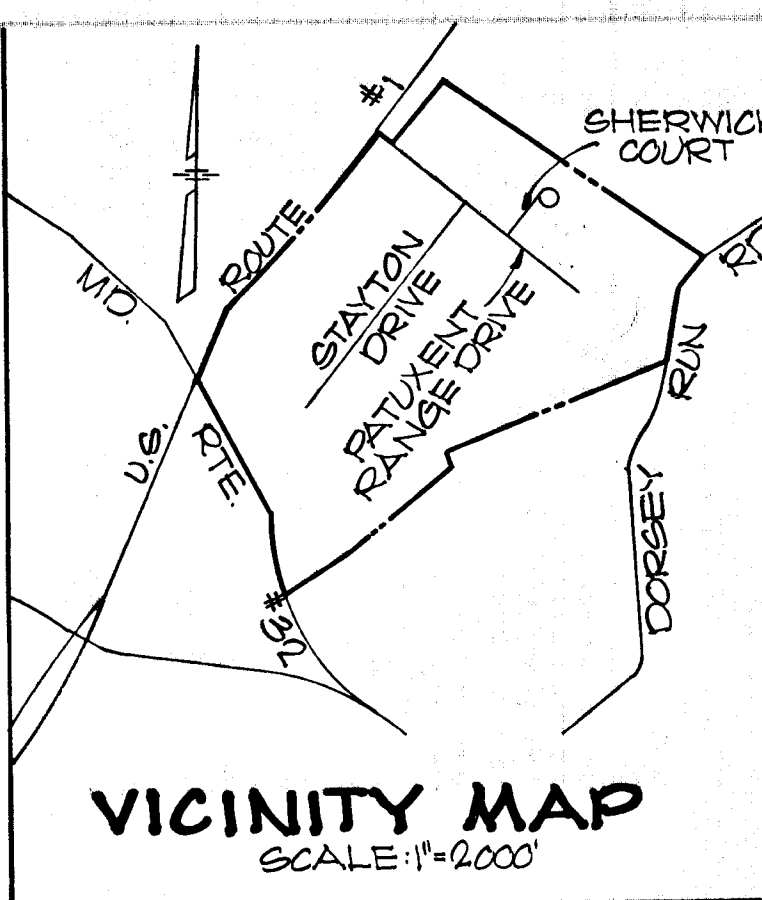 #1
SHERWICK
COURT
MD.
ROUTE
STAYTON
DRIVE
PATUXENT
RANGE DRIVE
RUN
U.S.
RTE.
DORSEY
#32
VICINITY MAP
SCALE: 1"=2000'